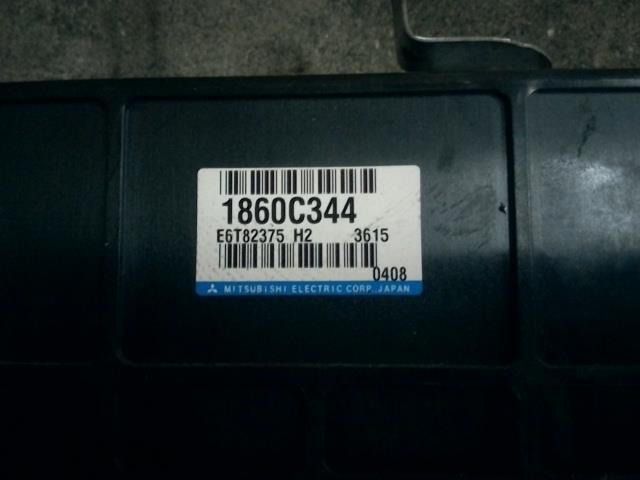 1860C344
E6T82375 H2 3615
0408
MITSUBISHI ELECTRIC CORP., JAPAN